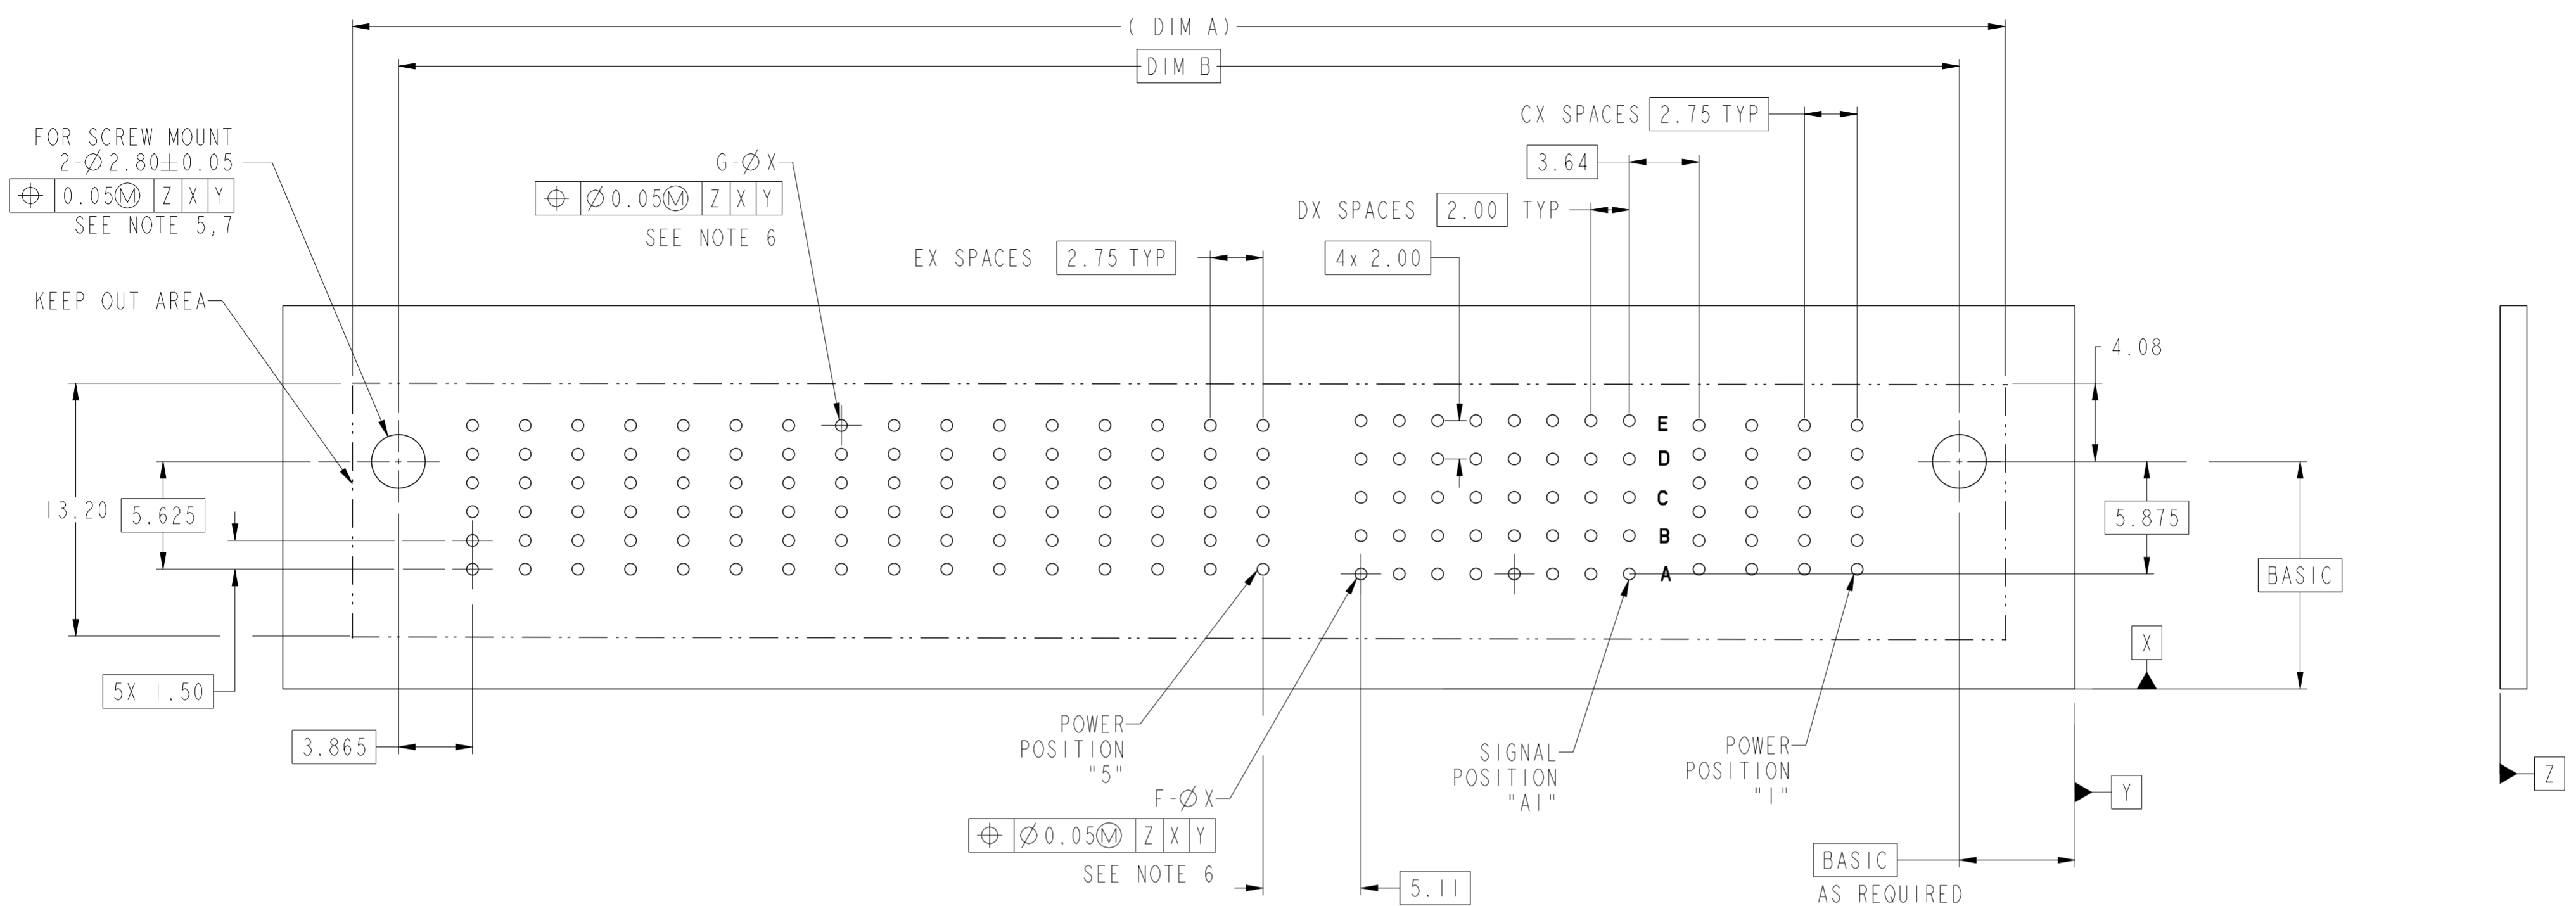 ( DIM A)
DIM B
CX SPACES 2.75 TYP
FOR SCREW MOUNT
2-Ø2.80±0.05
⌖ 0.05Ⓜ Z X Y
SEE NOTE 5,7
G-Ø X
⌖ Ø0.05Ⓜ Z X Y
SEE NOTE 6
3.64
DX SPACES 2.00 TYP
EX SPACES 2.75 TYP
4x 2.00
KEEP OUT AREA
4.08
E
D
C
B
A
13.20
5.625
5.875
BASIC
X
5X 1.50
3.865
POWER
POSITION
"5"
SIGNAL
POSITION
"A1"
POWER
POSITION
"1"
Z
Y
F-Ø X
⌖ Ø0.05Ⓜ Z X Y
SEE NOTE 6
5.11
BASIC
AS REQUIRED